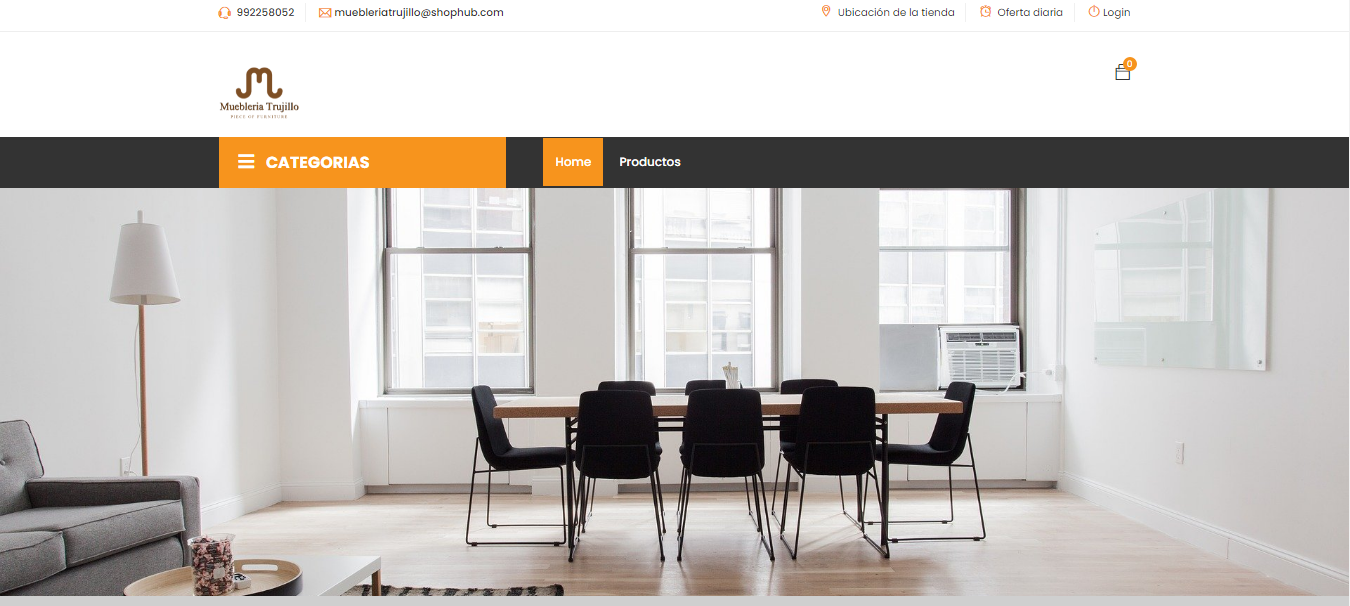 992258052
muebleriatrujillo@shophub.com
Ubicación de la tienda
Oferta diaria
Login
0
Muebleria Trujillo
PIECE OF FURNITURE
CATEGORIAS
Home
Productos